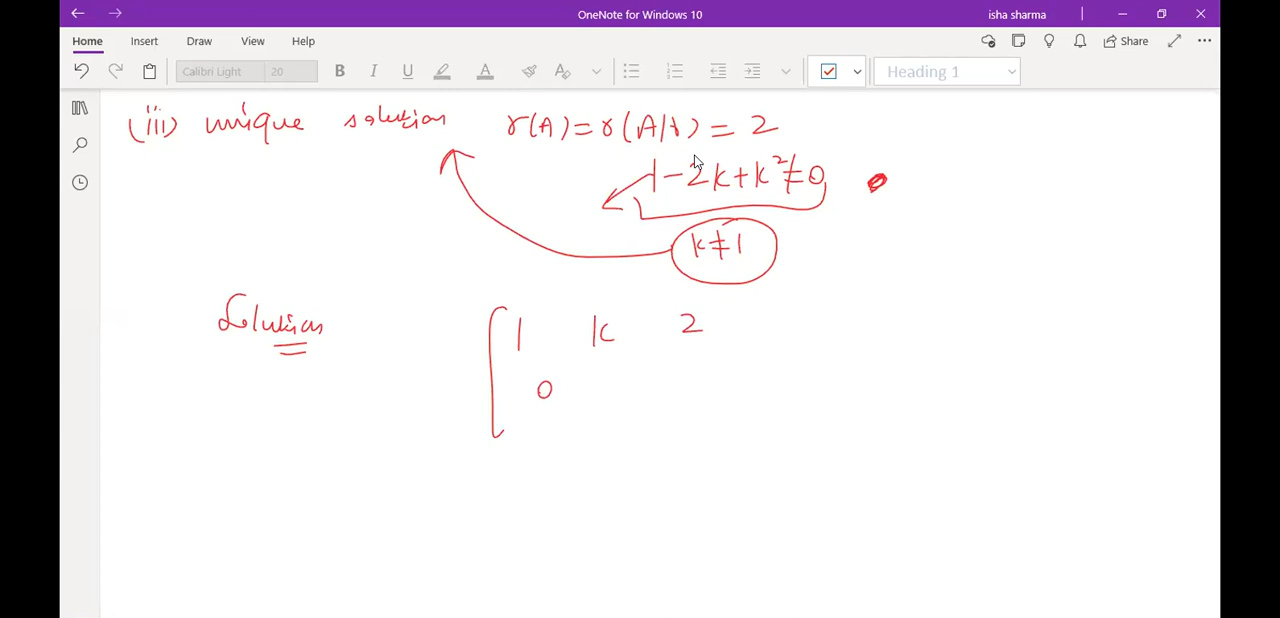 OneNote for Windows 10
isha sharma
Home Insert Draw View Help
Share
Calibri Light 20
B I U A
Heading 1
(iii) unique solution r(A)=r(A/b)=2
1-2k+k²≠0
k≠1
Solution
1 k 2
0